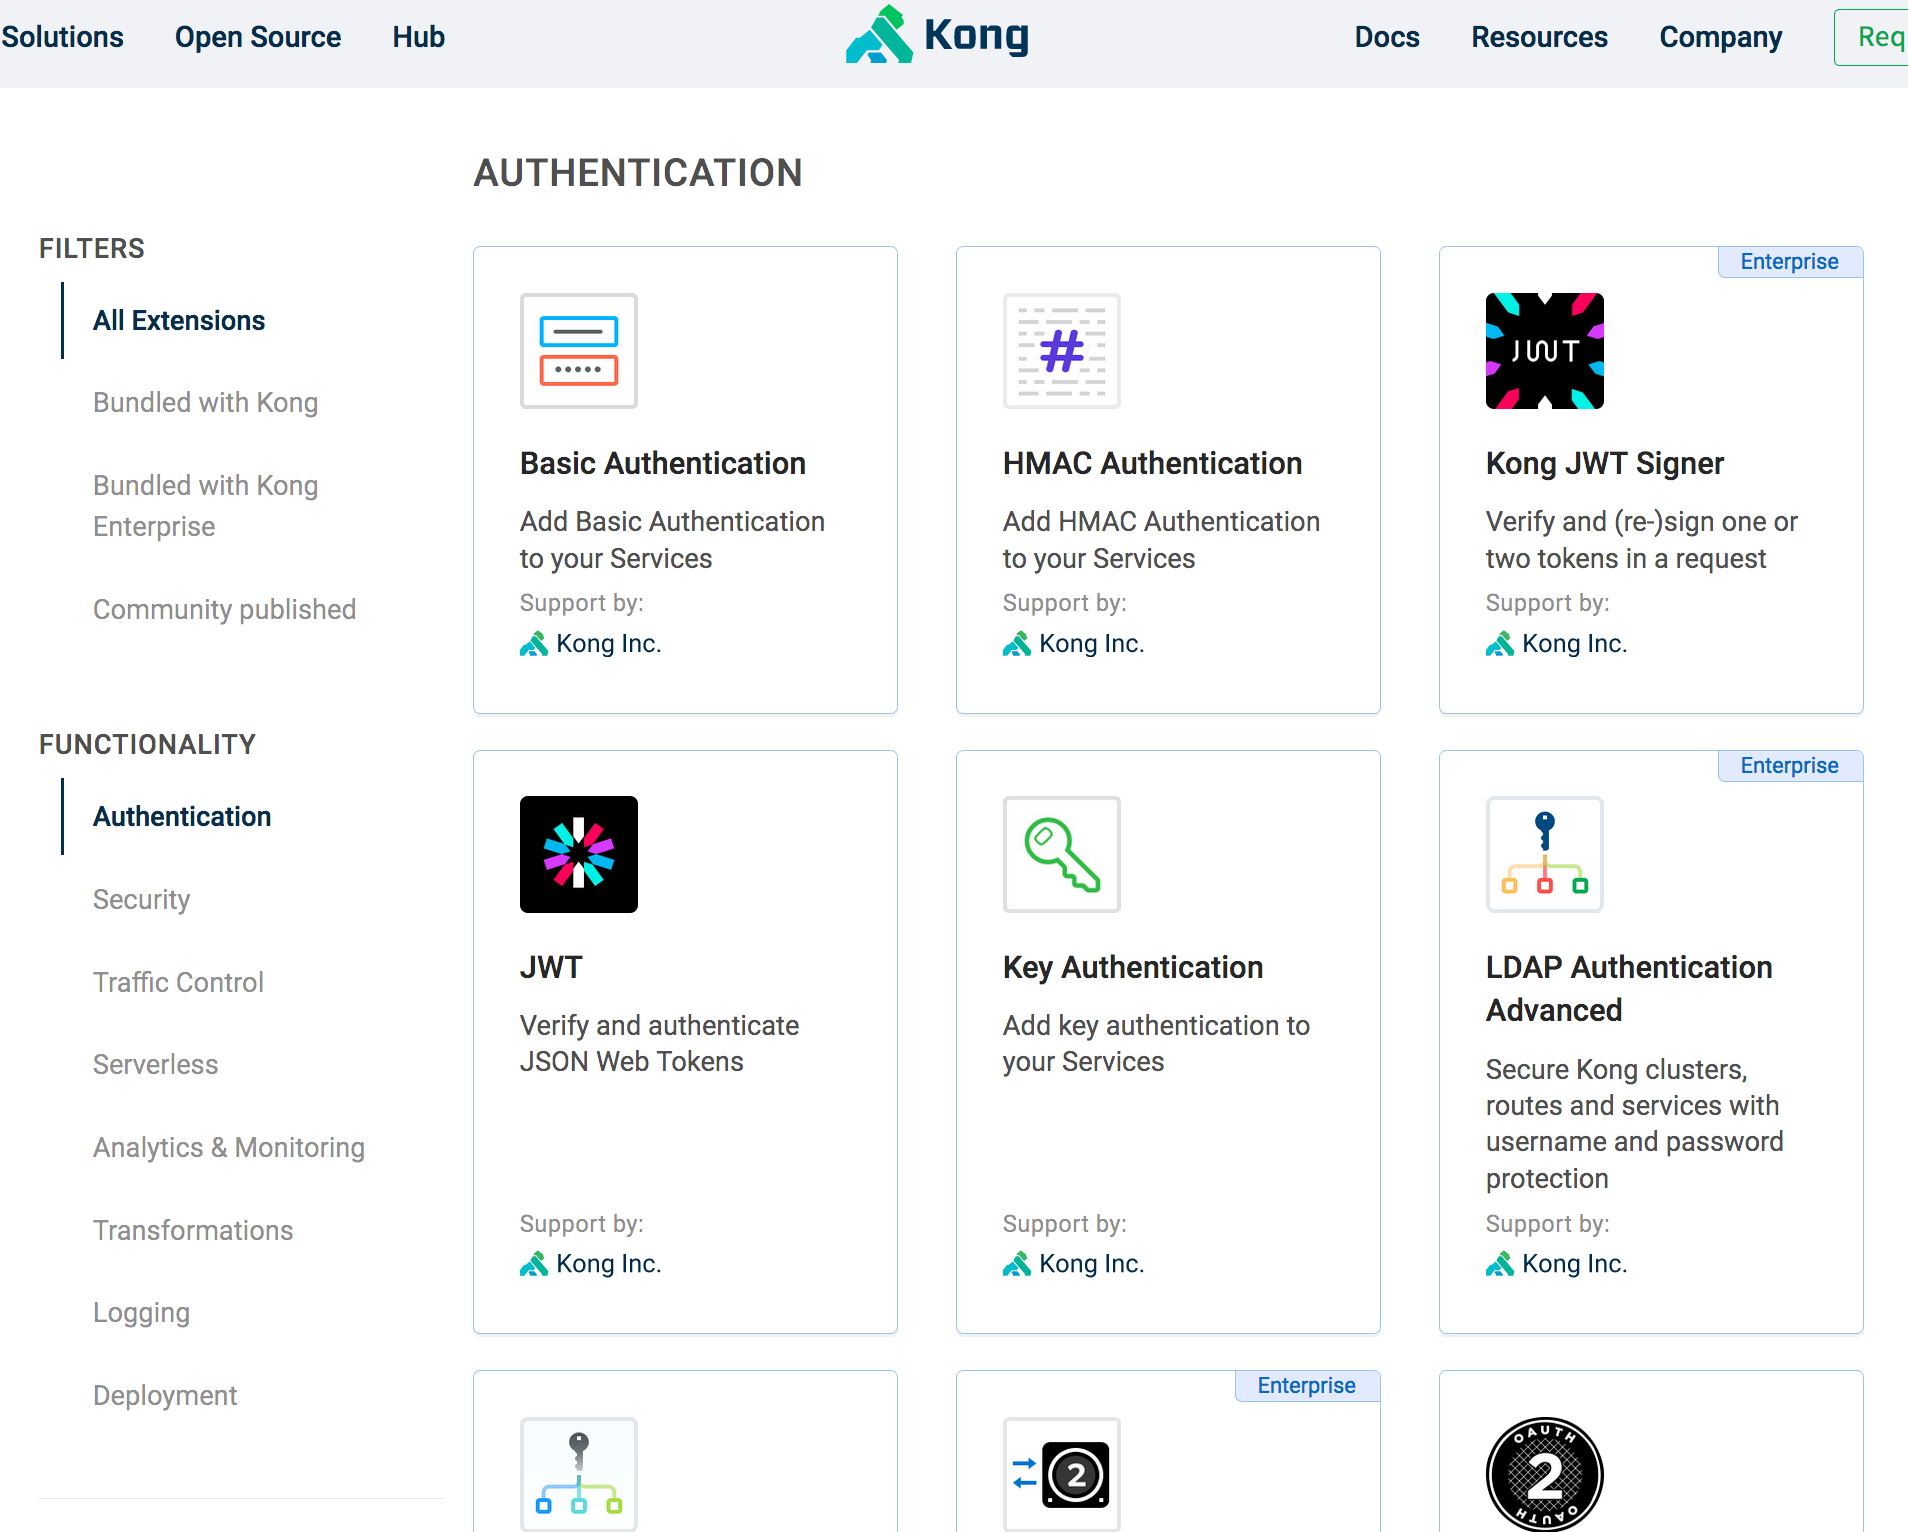 Solutions Open Source Hub Kong Docs Resources Company Req
AUTHENTICATION
FILTERS
All Extensions
Bundled with Kong
Bundled with Kong
Enterprise
Community published
FUNCTIONALITY
Authentication
Security
Traffic Control
Serverless
Analytics & Monitoring
Transformations
Logging
Deployment
Basic Authentication
Add Basic Authentication
to your Services
Support by:
Kong Inc.
#
HMAC Authentication
Add HMAC Authentication
to your Services
Support by:
Kong Inc.
Enterprise
JWT
Kong JWT Signer
Verify and (re-)sign one or
two tokens in a request
Support by:
Kong Inc.
JWT
Verify and authenticate
JSON Web Tokens
Support by:
Kong Inc.
Key Authentication
Add key authentication to
your Services
Support by:
Kong Inc.
Enterprise
LDAP Authentication
Advanced
Secure Kong clusters,
routes and services with
username and password
protection
Support by:
Kong Inc.
Enterprise
2
OAUTH
2
OAUTH